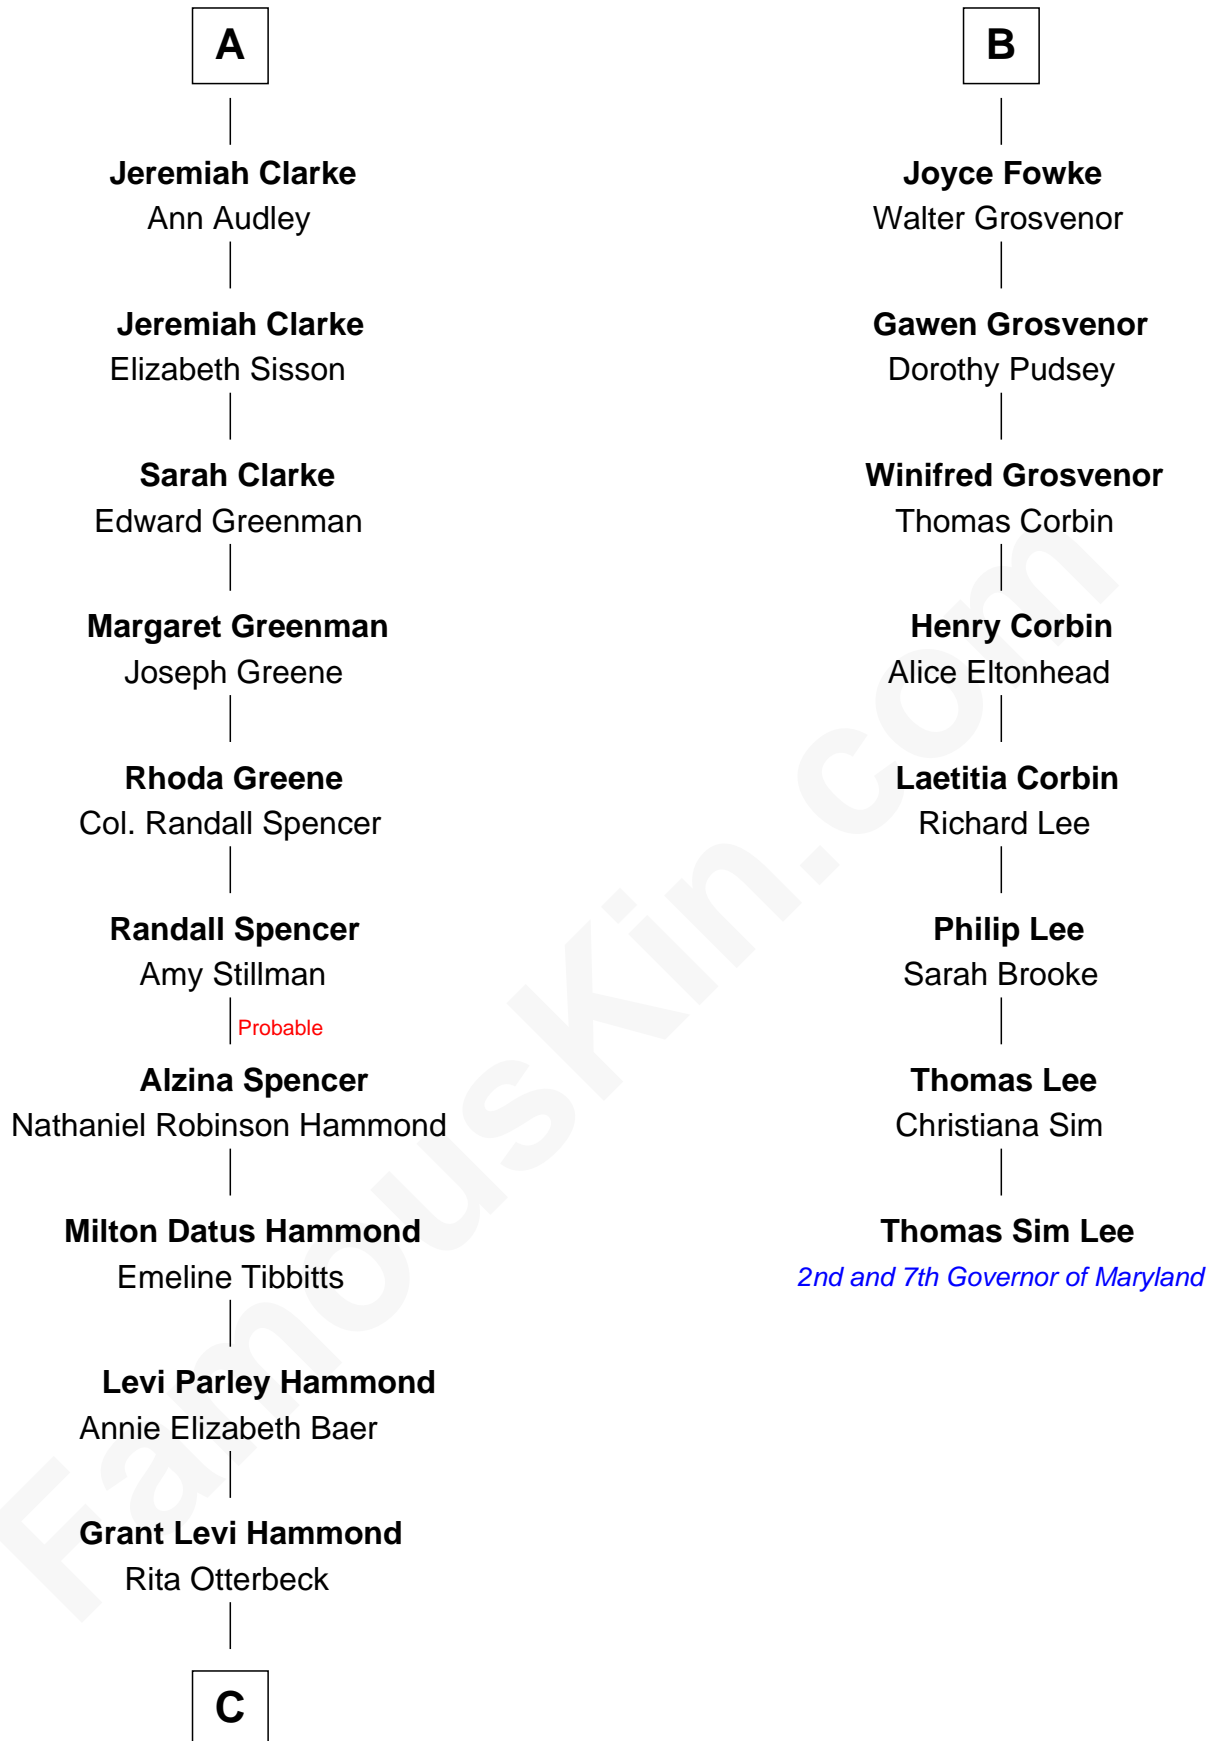 A
Jeremiah Clarke
Ann Audley
Jeremiah Clarke
Elizabeth Sisson
Sarah Clarke
Edward Greenman
Margaret Greenman
Joseph Greene
Rhoda Greene
Col. Randall Spencer
Randall Spencer
Amy Stillman
Probable
Alzina Spencer
Nathaniel Robinson Hammond
Milton Datus Hammond
Emeline Tibbitts
Levi Parley Hammond
Annie Elizabeth Baer
Grant Levi Hammond
Rita Otterbeck
C
B
Joyce Fowke
Walter Grosvenor
Gawen Grosvenor
Dorothy Pudsey
Winifred Grosvenor
Thomas Corbin
Henry Corbin
Alice Eltonhead
Laetitia Corbin
Richard Lee
Philip Lee
Sarah Brooke
Thomas Lee
Christiana Sim
Thomas Sim Lee
2nd and 7th Governor of Maryland
FamousKin.com